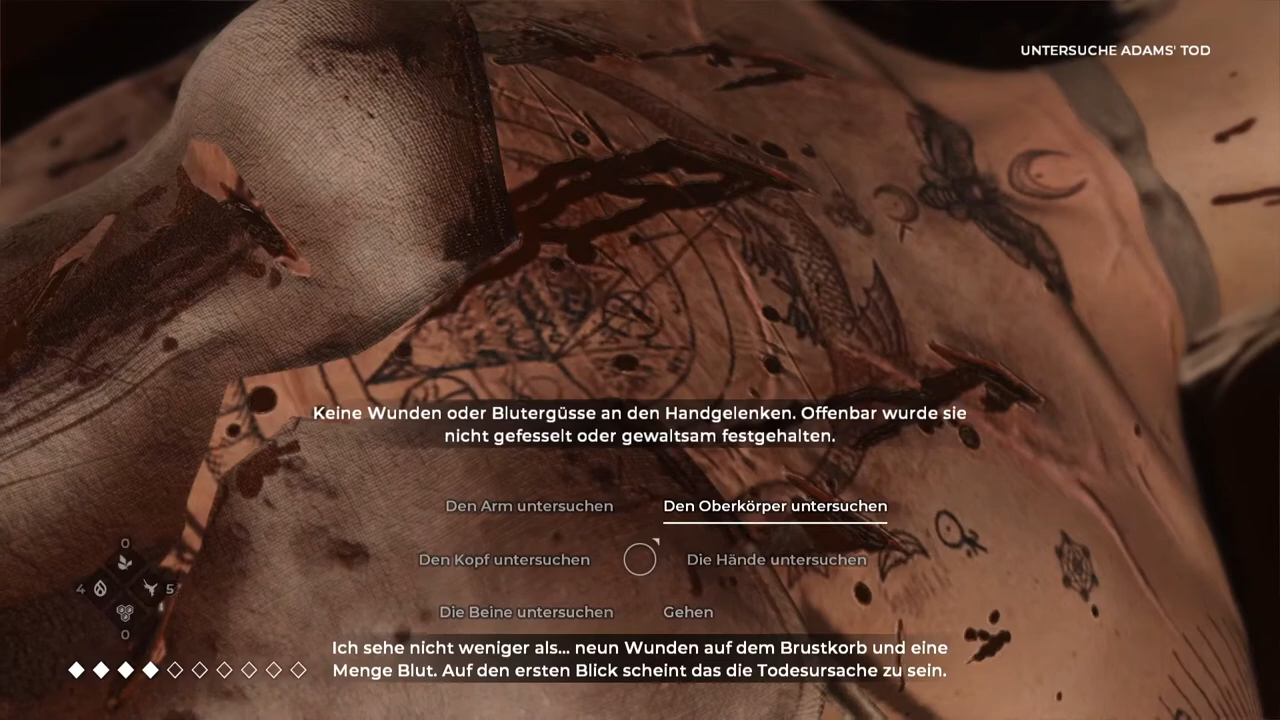 UNTERSUCHE ADAMS' TOD
Keine Wunden oder Blutergüsse an den Handgelenken. Offenbar wurde sie
nicht gefesselt oder gewaltsam festgehalten.
Den Arm untersuchen
Den Oberkörper untersuchen
Den Kopf untersuchen
Die Hände untersuchen
Die Beine untersuchen
Gehen
0
4
5
0
Ich sehe nicht weniger als... neun Wunden auf dem Brustkorb und eine
Menge Blut. Auf den ersten Blick scheint das die Todesursache zu sein.